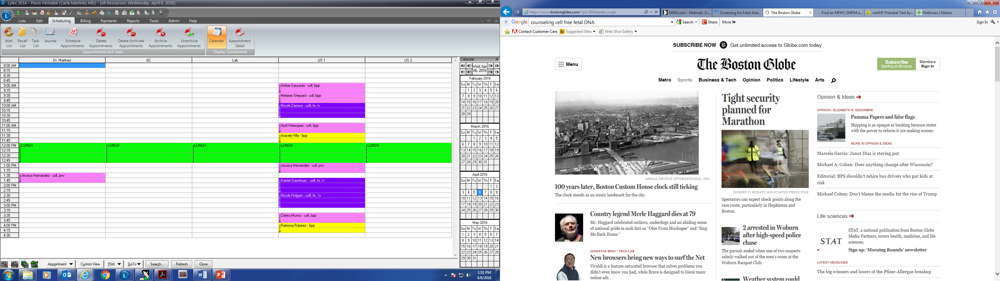 Lytec 2014 - Pinon Perinatal (Carla Martinez MD) - [All Resources: Wednesday, April 6, 2016]
Lists Edit Scheduling Billing Payments Reports Tools Admin Help
Wait List
Recall List
Task List
Journal
Schedule Appointments
Delete Appointments
Delete Archived Appointments
Archive Appointments
Unarchive Appointments
Appointments and Tasks
Calendar
Appointment Detail
Display Components
Dr. Martinez GC Lab US 1 US 2
8:00 AM
8:15
8:30
8:45
9:00 AM Amber Sauceda - usII, bpp
9:15
9:30 Melanie Shepard - usII, bpp
9:45
10:00 AM Nicole Zamora - usIII, fe, tv
10:15
10:30
10:45
11:00 AM April Velasquez - usII, bpp
11:15
11:30 Aracely Villa - bpp
11:45
12:00 PM LUNCH LUNCH LUNCH LUNCH LUNCH
12:15
12:30
12:45
1:00 PM Jessica Hernandez - usII, pnv
1:15
1:30 Jessica Hernandez - usII, pnv
1:45 Harriet Dannhuas - usIII, fe, tv
2:00 PM
2:15
2:30 Nicole Holguin - usIII, fe, tv
2:45
3:00 PM
3:15
3:30 Zahira Munoz - usII, bpp
3:45
4:00 PM Ramona Ramirez - bpp
4:15
4:30
Calendar
W D Wed, Apr 06, 2016 D W
Y M M Y
February 2016
Su M Tu W Th F Sa
1 2 3 4 5 6
7 8 9 10 11 12 13
14 15 16 17 18 19 20
21 22 23 24 25 26 27
28 29
March 2016
Su M Tu W Th F Sa
1 2 3 4 5
6 7 8 9 10 11 12
13 14 15 16 17 18 19
20 21 22 23 24 25 26
27 28 29 30 31
April 2016
Su M Tu W Th F Sa
1 2
3 4 5 6 7 8 9
10 11 12 13 14 15 16
17 18 19 20 21 22 23
24 25 26 27 28 29 30
May 2016
Su M Tu W Th F Sa
1 2 3 4 5 6 7
8 9 10 11 12 13 14
15 16 17 18 19 20 21
22 23 24 25 26 27 28
29 30 31
Appointment Custom View Print GoTo Search... Refresh Close
1:51 PM
4/6/2016
http://www.bostonglobe.com/?p1=BGHeader_Logo
MSN.com - Hotmail, O...
Screening for Fetal Ane...
The Boston Globe
Find an MFM | SMFM.o...
verifi® Prenatal Test by...
Webinars | Natera
x Google counseling cell free fetal DNA Search Share More » Sign In
Contact Customer Care Suggested Sites Web Slice Gallery
SUBSCRIBE NOW B Get unlimited access to Globe.com today
Menu
The Boston Globe
Subscribe
Starting at 99 cents
Members
Sign In
Metro Sports Business & Tech Opinion Politics Lifestyle Arts
AERIAL PHOTOS INTERNATIONAL, INC.
100 years later, Boston Custom House clock still ticking
The clock stands as an iconic landmark for the city.
Country legend Merle Haggard dies at 79
Mr. Haggard celebrated outlaws, underdogs and an abiding sense
of national pride in such hits as “Okie From Muskogee” and “Sing
Me Back Home.”
HIAWATHA BRAY | TECH LAB
New browsers bring new ways to surf the Net
Vivaldi is a feature-saturated browser that solves problems you
didn’t even know you had, while Brave is designed to block many
online ads.
Tight security
planned for
Marathon
ROBERT F. BUKATY/ASSOCIATED PRESS/FILE
Spectators can expect check points along the
race route, particularly in Hopkinton and
Boston.
2 arrested in Woburn
after high-speed police
chase
The pursuit ended when one of two suspects
calmly walked out of the men’s room at the
Woburn Racquet Club.
Weather system could
Opinion & Ideas
OPINION | ELIZABETH R. DESOMBRE
Panama Papers and false flags
Shipping is as opaque as banking because states
with the power to reform it are making money.
MORE IN OPINION & IDEAS
Marcela García: Junot Díaz is staying put
Michael A. Cohen: Does anything change after Wisconsin?
Editorial: BPS shouldn’t rehire bus drivers who put kids at
risk
Michael Cohen: Don’t blame the media for the rise of Trump
Life sciences
STAT
STAT, a national publication from Boston Globe
Media Partners, covers health, medicine, and life
sciences.
Sign up: ‘Morning Rounds’ newsletter
LATEST HEADLINES
The big winners and losers of the Pfizer-Allergan breakup